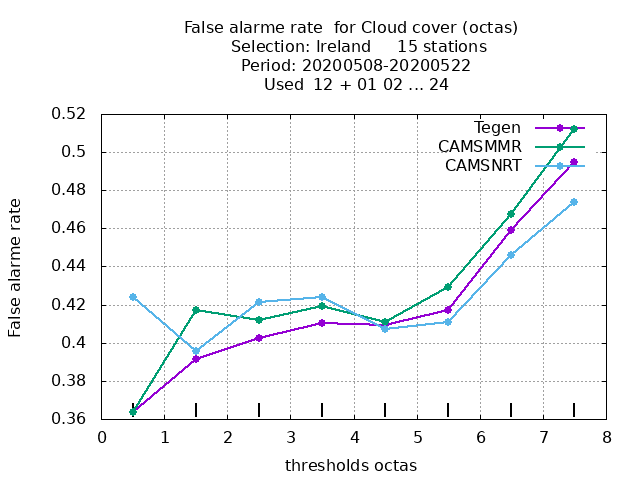 False alarme rate  for Cloud cover (octas)
Selection: Ireland     15 stations
Period: 20200508-20200522
Used  12 + 01 02 ... 24
Tegen
CAMSMMR
CAMSNRT
False alarme rate
0.52
0.5
0.48
0.46
0.44
0.42
0.4
0.38
0.36
0 1 2 3 4 5 6 7 8
thresholds octas